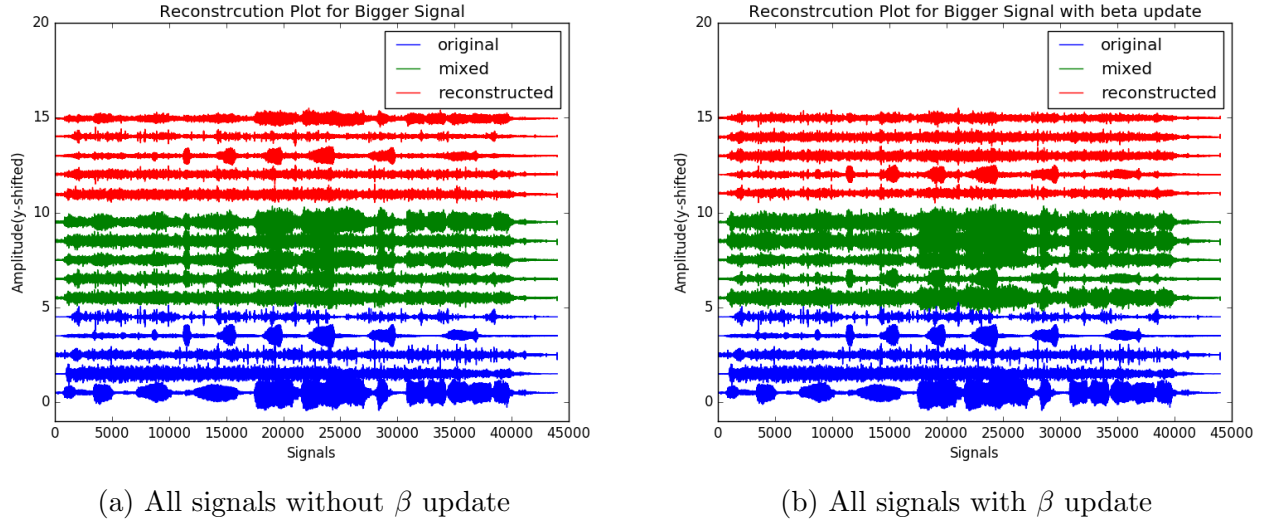 Reconstrcution Plot for Bigger Signal
20
15
10
5
0
Amplitude(y-shifted)
original
mixed
reconstructed
0 5000 10000 15000 20000 25000 30000 35000 40000 45000
Signals
(a) All signals without β update
Reconstrcution Plot for Bigger Signal with beta update
20
15
10
5
0
Amplitude(y-shifted)
original
mixed
reconstructed
0 5000 10000 15000 20000 25000 30000 35000 40000 45000
Signals
(b) All signals with β update